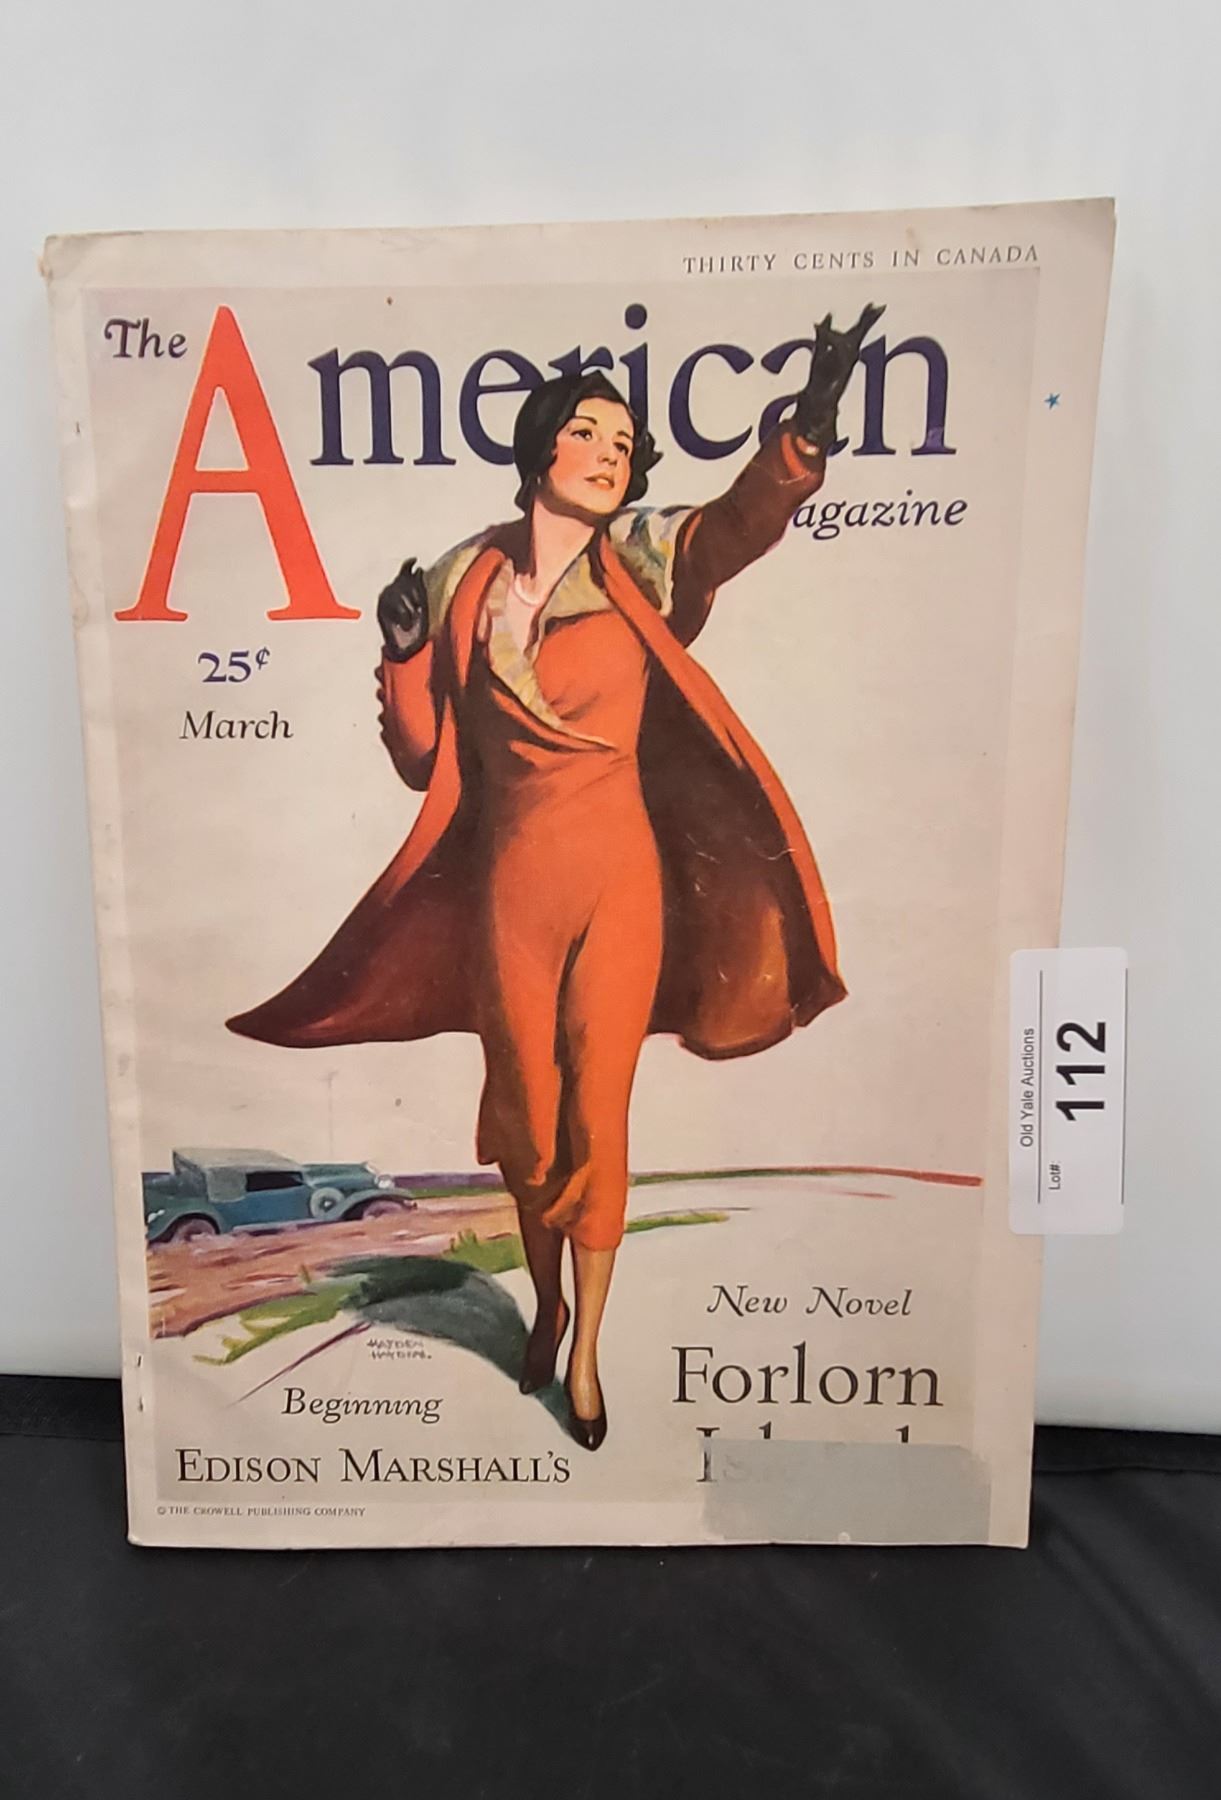 THIRTY CENTS IN CANADA
The American
agazine
25¢
March
HAYDEN
HAYDEN.
New Novel
Forlorn
Beginning
EDISON MARSHALL'S
© THE CROWELL PUBLISHING COMPANY
Old Yale Auctions
Lot#:
112